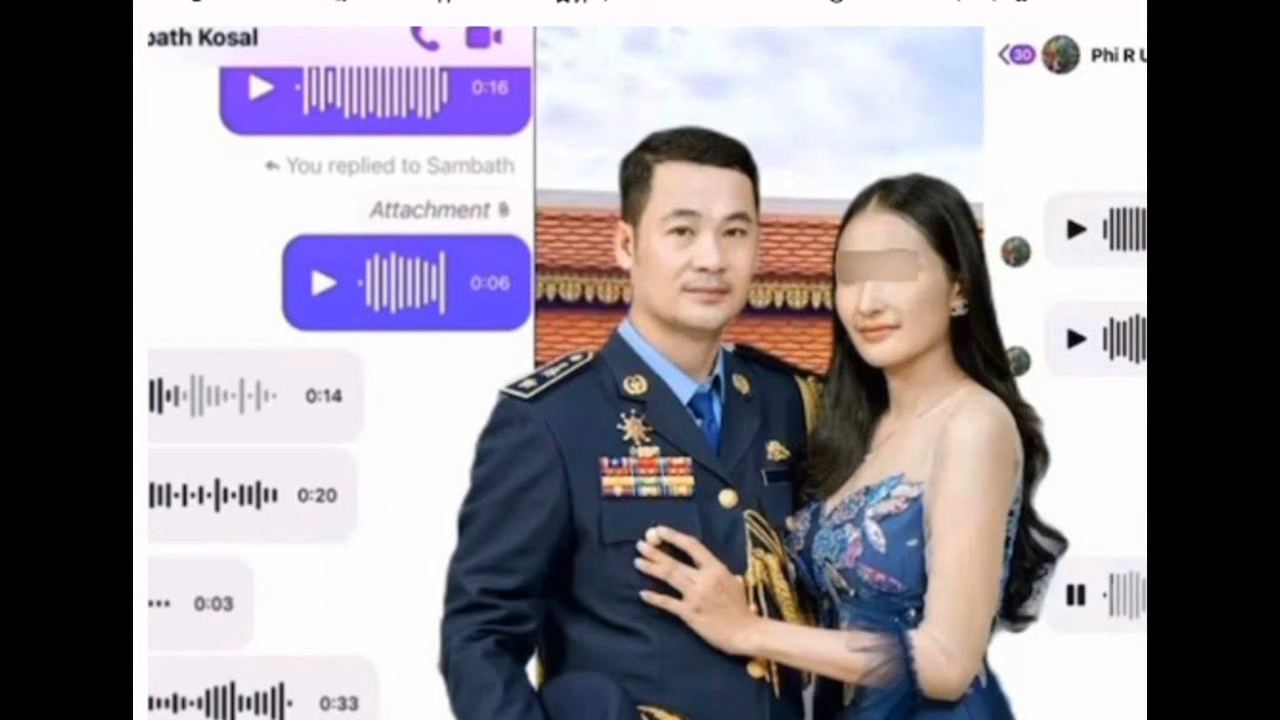 bath Kosal
0:16
You replied to Sambath
Attachment
0:06
0:14
0:20
0:03
0:33
30
Phi R U